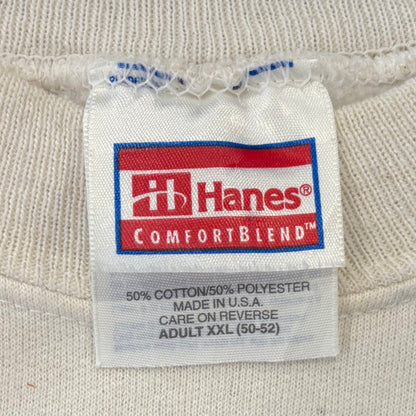 Hanes®
COMFORTBLEND™
50% COTTON/50% POLYESTER
MADE IN U.S.A.
CARE ON REVERSE
ADULT XXL (50-52)